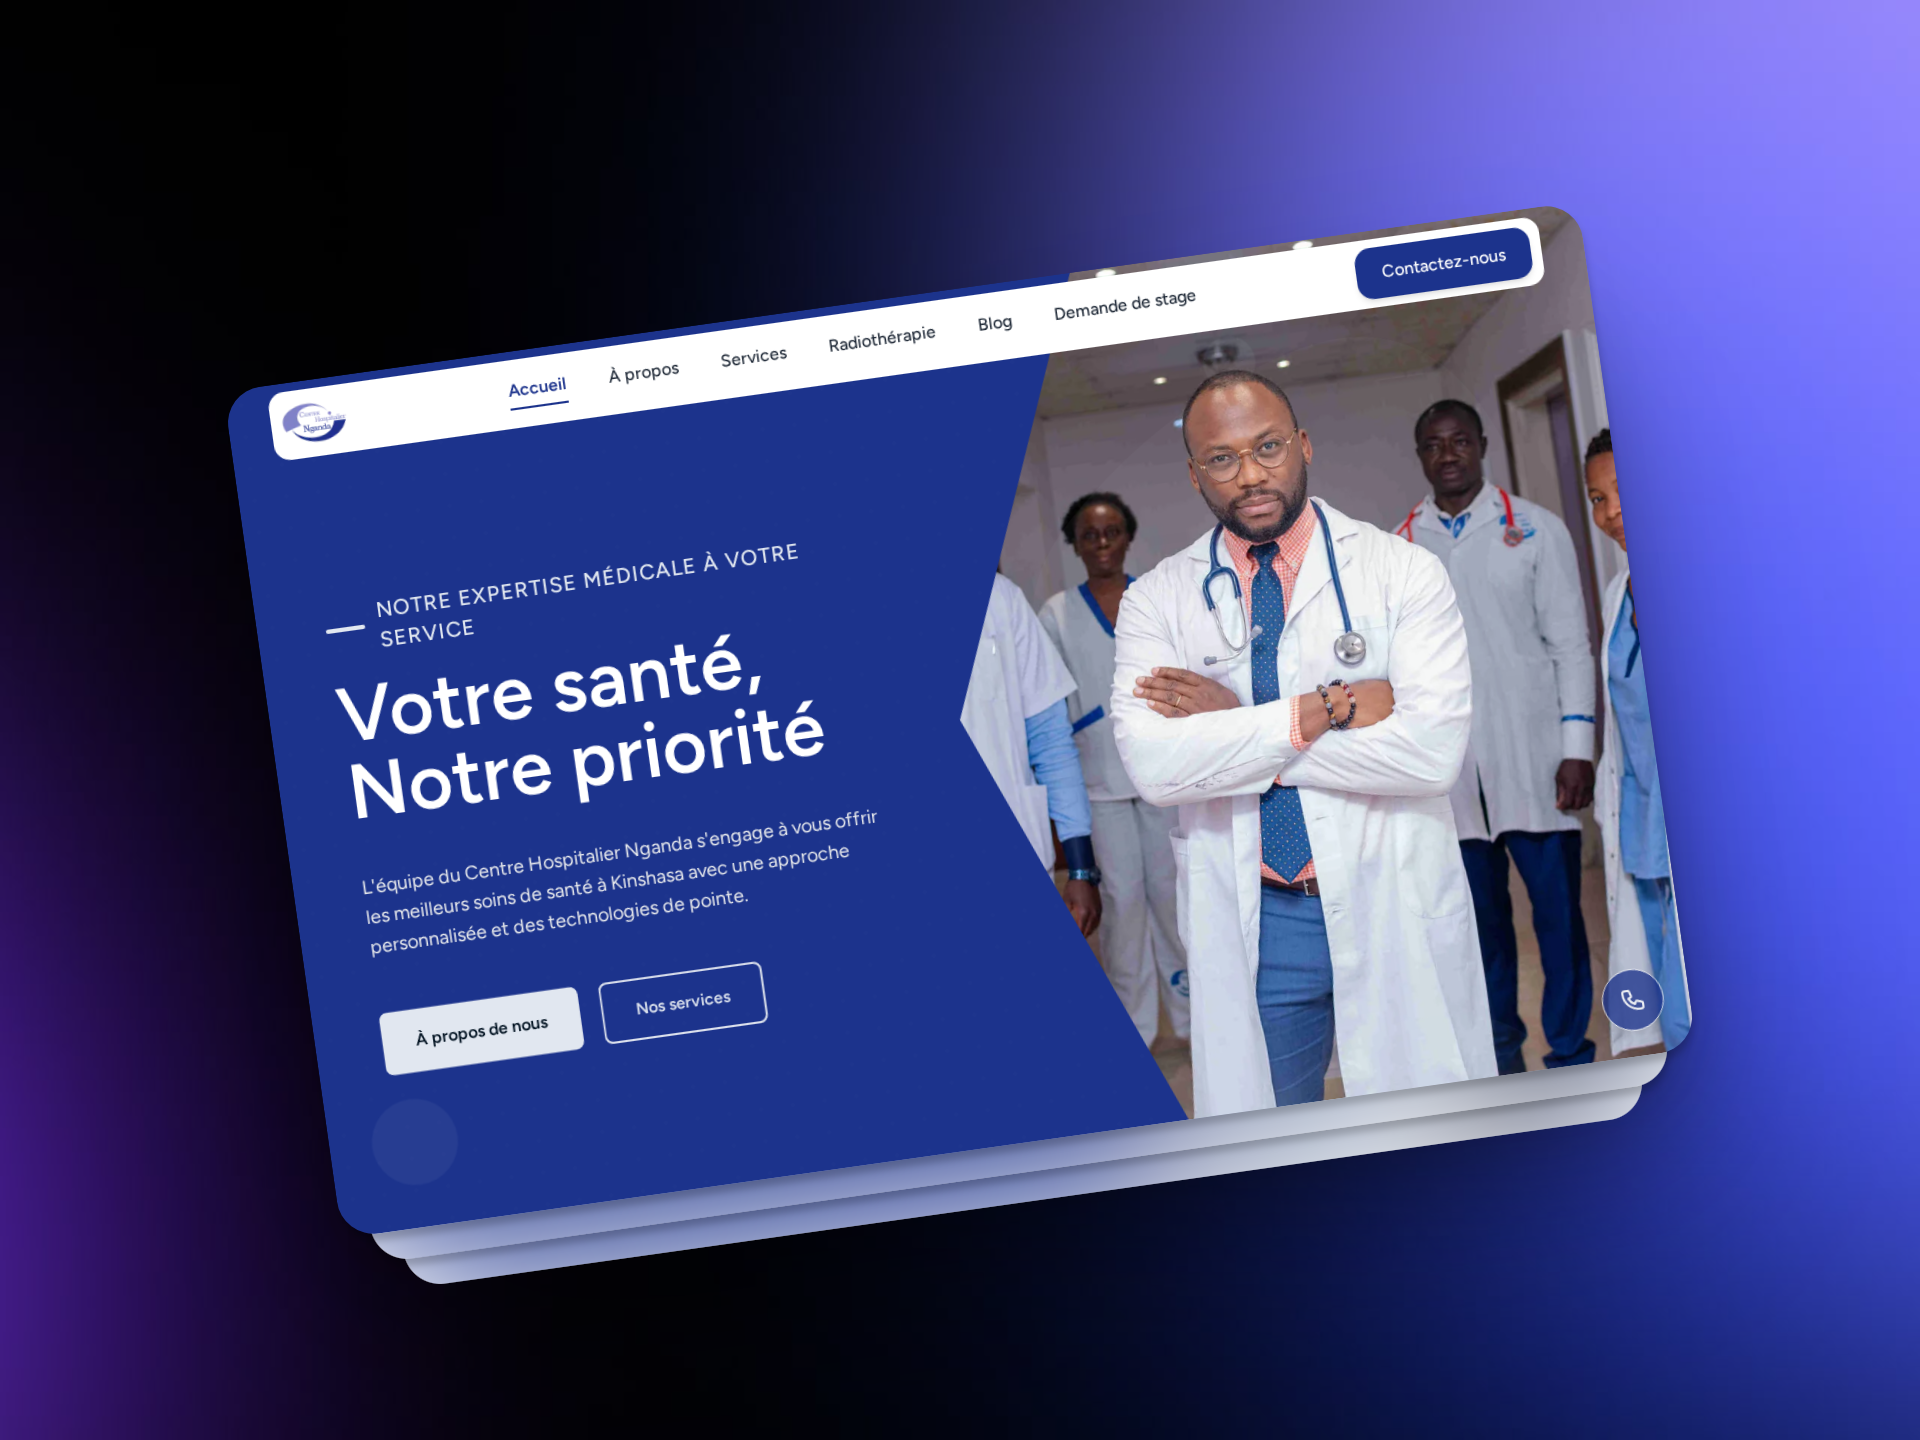 Centre
Hospitalier
Nganda
Accueil
À propos
Services
Radiothérapie
Blog
Demande de stage
Contactez-nous
NOTRE EXPERTISE MÉDICALE À VOTRE
SERVICE
Votre santé,
Notre priorité
L'équipe du Centre Hospitalier Nganda s'engage à vous offrir
les meilleurs soins de santé à Kinshasa avec une approche
personnalisée et des technologies de pointe.
À propos de nous
Nos services